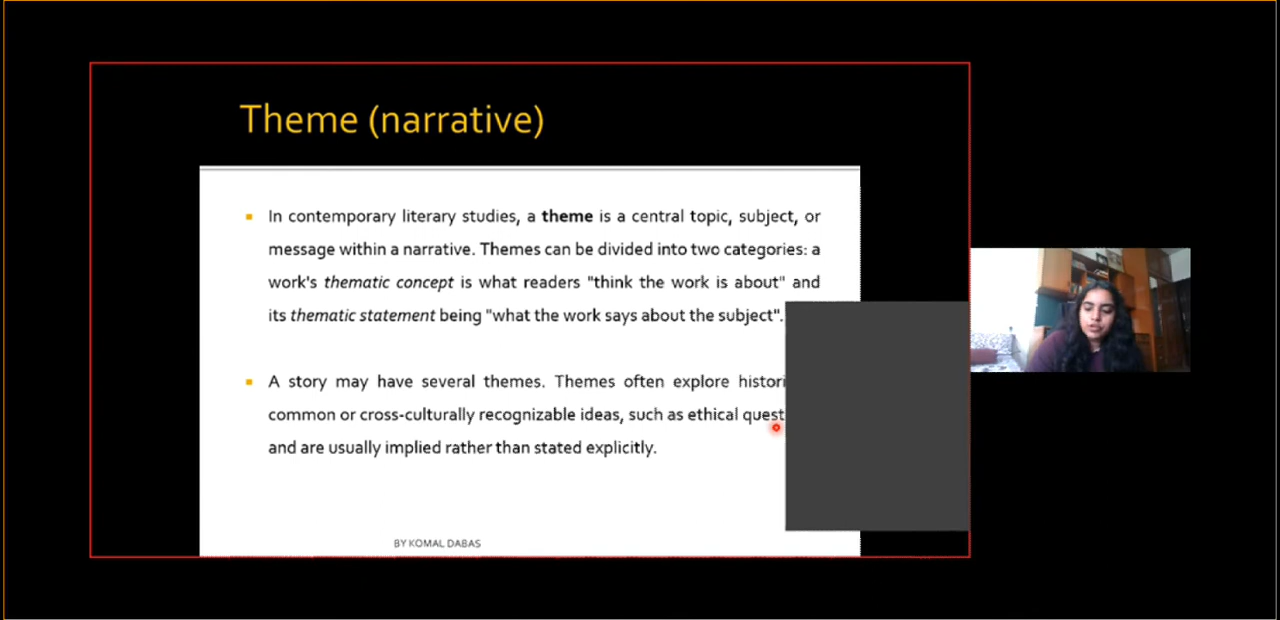 Theme (narrative)
In contemporary literary studies, a theme is a central topic, subject, or
message within a narrative. Themes can be divided into two categories: a
work's thematic concept is what readers "think the work is about" and
its thematic statement being "what the work says about the subject".
A story may have several themes. Themes often explore
common or cross-culturally recognizable ideas, such as ethical
and are usually implied rather than stated explicitly.
BY KOMAL DABAS